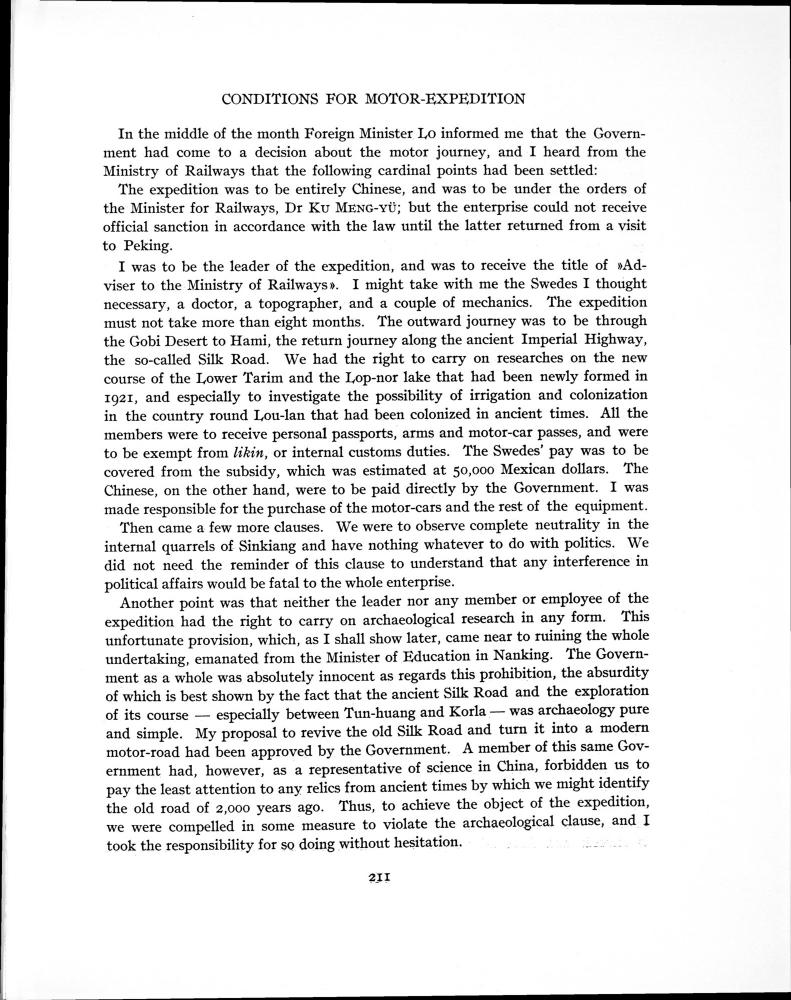 CONDITIONS FOR MOTOR-EXPEDITION
In the middle of the month Foreign Minister Lo informed me that the Govern-
ment had come to a decision about the motor journey, and I heard from the
Ministry of Railways that the following cardinal points had been settled:
The expedition was to be entirely Chinese, and was to be under the orders of
the Minister for Railways, Dr Ku Meng-yü; but the enterprise could not receive
official sanction in accordance with the law until the latter returned from a visit
to Peking.
I was to be the leader of the expedition, and was to receive the title of »Ad-
viser to the Ministry of Railways». I might take with me the Swedes I thought
necessary, a doctor, a topographer, and a couple of mechanics. The expedition
must not take more than eight months. The outward journey was to be through
the Gobi Desert to Hami, the return journey along the ancient Imperial Highway,
the so-called Silk Road. We had the right to carry on researches on the new
course of the Lower Tarim and the Lop-nor lake that had been newly formed in
1921, and especially to investigate the possibility of irrigation and colonization
in the country round Lou-lan that had been colonized in ancient times. All the
members were to receive personal passports, arms and motor-car passes, and were
to be exempt from likin, or internal customs duties. The Swedes' pay was to be
covered from the subsidy, which was estimated at 50,000 Mexican dollars. The
Chinese, on the other hand, were to be paid directly by the Government. I was
made responsible for the purchase of the motor-cars and the rest of the equipment.
Then came a few more clauses. We were to observe complete neutrality in the
internal quarrels of Sinkiang and have nothing whatever to do with politics. We
did not need the reminder of this clause to understand that any interference in
political affairs would be fatal to the whole enterprise.
Another point was that neither the leader nor any member or employee of the
expedition had the right to carry on archaeological research in any form. This
unfortunate provision, which, as I shall show later, came near to ruining the whole
undertaking, emanated from the Minister of Education in Nanking. The Govern-
ment as a whole was absolutely innocent as regards this prohibition, the absurdity
of which is best shown by the fact that the ancient Silk Road and the exploration
of its course — especially between Tun-huang and Korla — was archaeology pure
and simple. My proposal to revive the old Silk Road and turn it into a modern
motor-road had been approved by the Government. A member of this same Gov-
ernment had, however, as a representative of science in China, forbidden us to
pay the least attention to any relics from ancient times by which we might identify
the old road of 2,000 years ago. Thus, to achieve the object of the expedition,
we were compelled in some measure to violate the archaeological clause, and I
took the responsibility for so doing without hesitation.
211